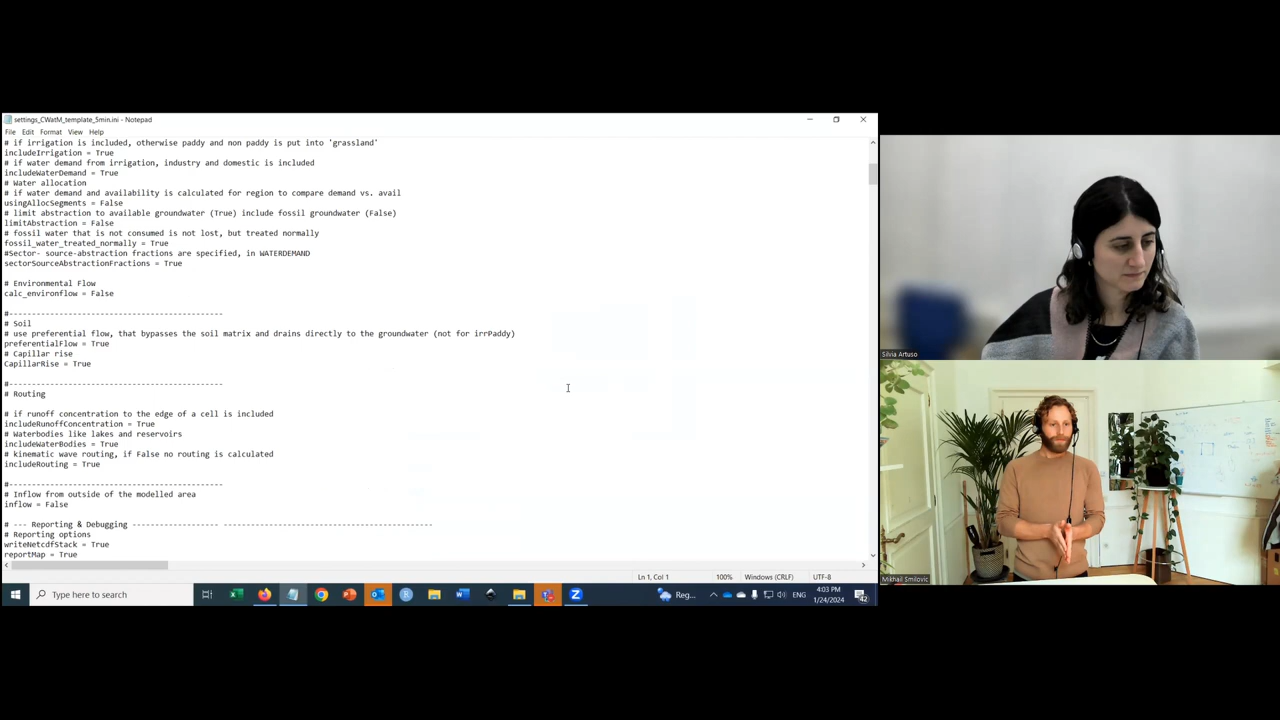 settings_CWatM_template_5min.ini - Notepad
File Edit Format View Help
# if irrigation is included, otherwise paddy and non paddy is put into 'grassland'
includeIrrigation = True
# if water demand from irrigation, industry and domestic is included
includeWaterDemand = True
# Water allocation
# if water demand and availability is calculated for region to compare demand vs. avail
usingAllocSegments = False
# limit abstraction to available groundwater (True) include fossil groundwater (False)
limitAbstraction = False
# fossil water that is not consumed is not lost, but treated normally
fossil_water_treated_normally = True
#Sector- source-abstraction fractions are specified, in WATERDEMAND
sectorSourceAbstractionFractions = True
# Environmental Flow
calc_environflow = False
#---------------------------------------------
# Soil
# use preferential flow, that bypasses the soil matrix and drains directly to the groundwater (not for irrPaddy)
preferentialFlow = True
# Capillar rise
CapillarRise = True
#---------------------------------------------
# Routing
# if runoff concentration to the edge of a cell is included
includeRunoffConcentration = True
# Waterbodies like lakes and reservoirs
includeWaterBodies = True
# kinematic wave routing, if False no routing is calculated
includeRouting = True
#---------------------------------------------
# Inflow from outside of the modelled area
inflow = False
# --- Reporting & Debugging ------------------ -------------------------------------------
# Reporting options
writeNetcdfStack = True
reportMap = True
Ln 1, Col 1 100% Windows (CRLF) UTF-8
Type here to search
Reg... ENG
4:03 PM
1/24/2024
42
Silvia Artuso
Mikhail Smilovic